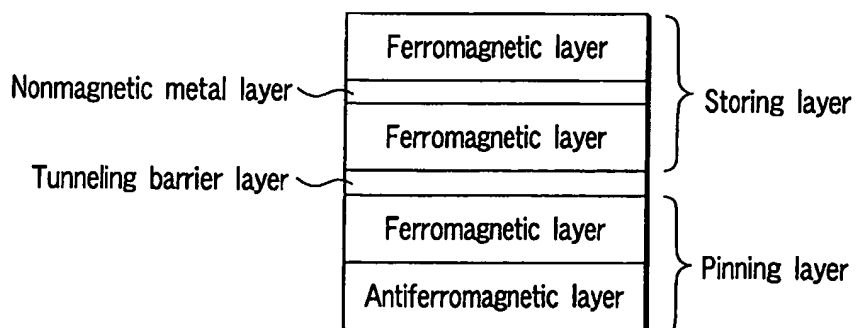 Ferromagnetic layer
Nonmagnetic metal layer
Storing layer
Ferromagnetic layer
Tunneling barrier layer
Ferromagnetic layer
Pinning layer
Antiferromagnetic layer